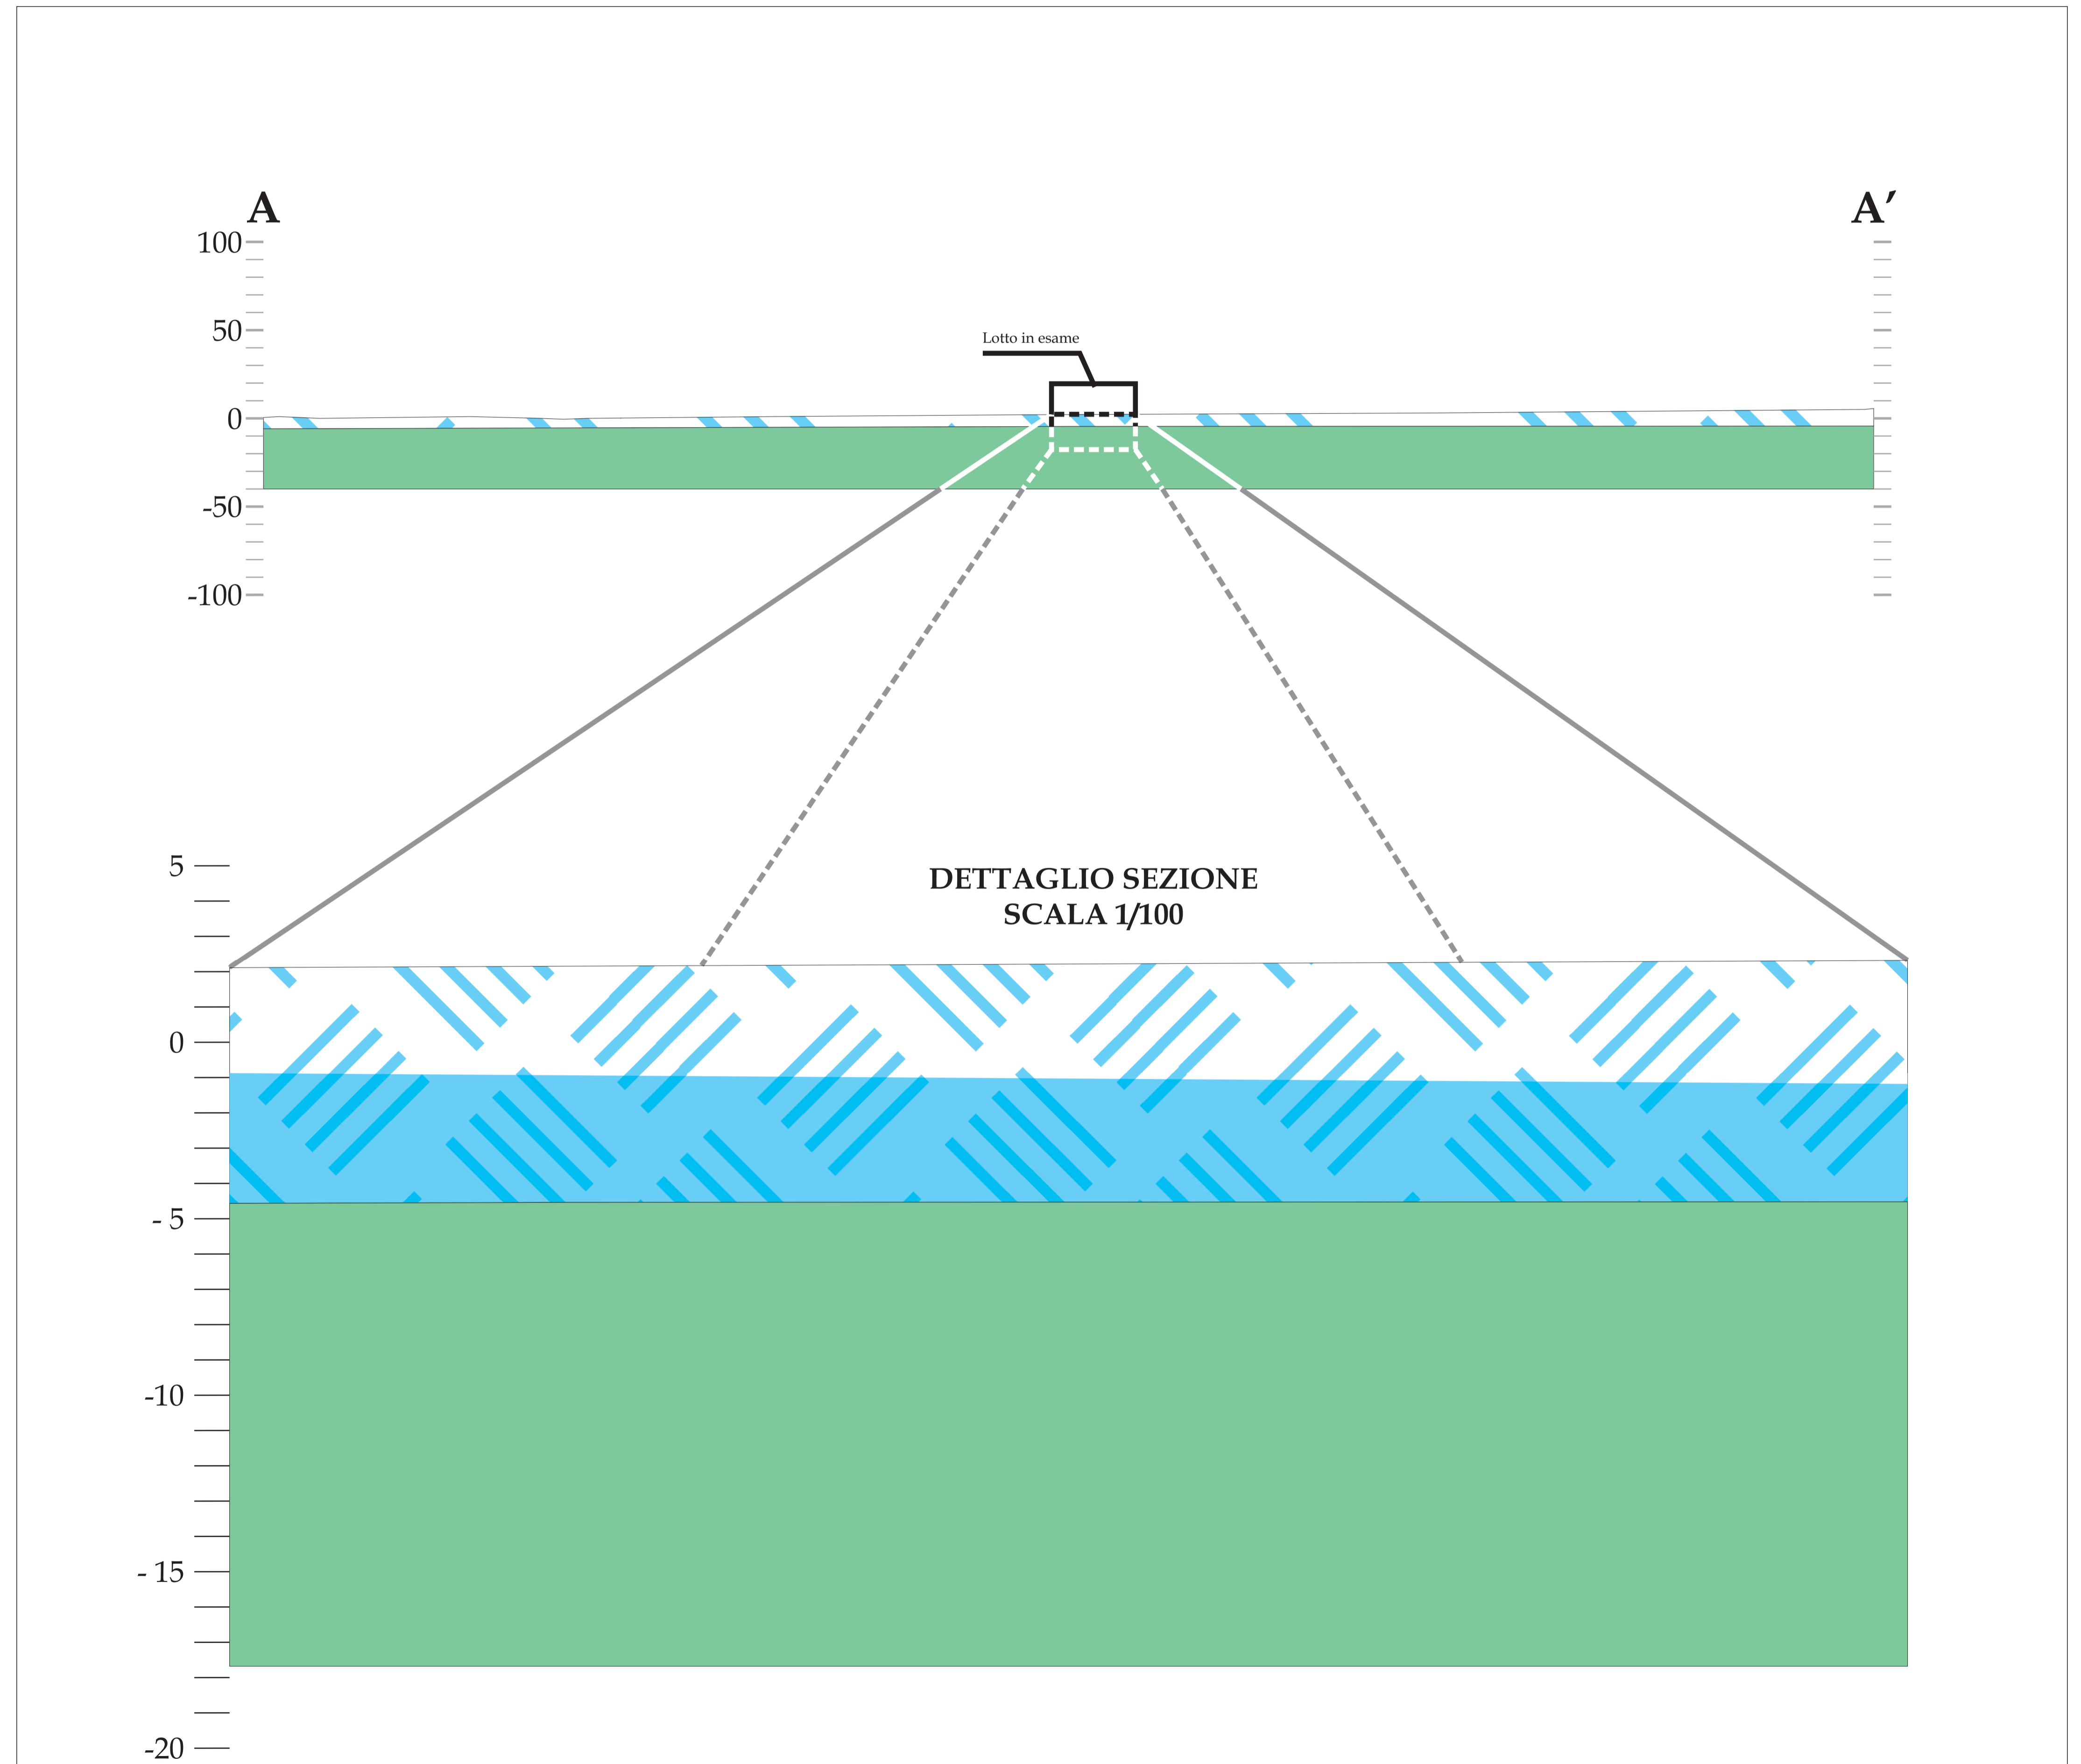 A
A′
100
50
0
-50
-100
Lotto in esame
DETTAGLIO SEZIONE
SCALA 1/100
5
0
- 5
-10
- 15
-20